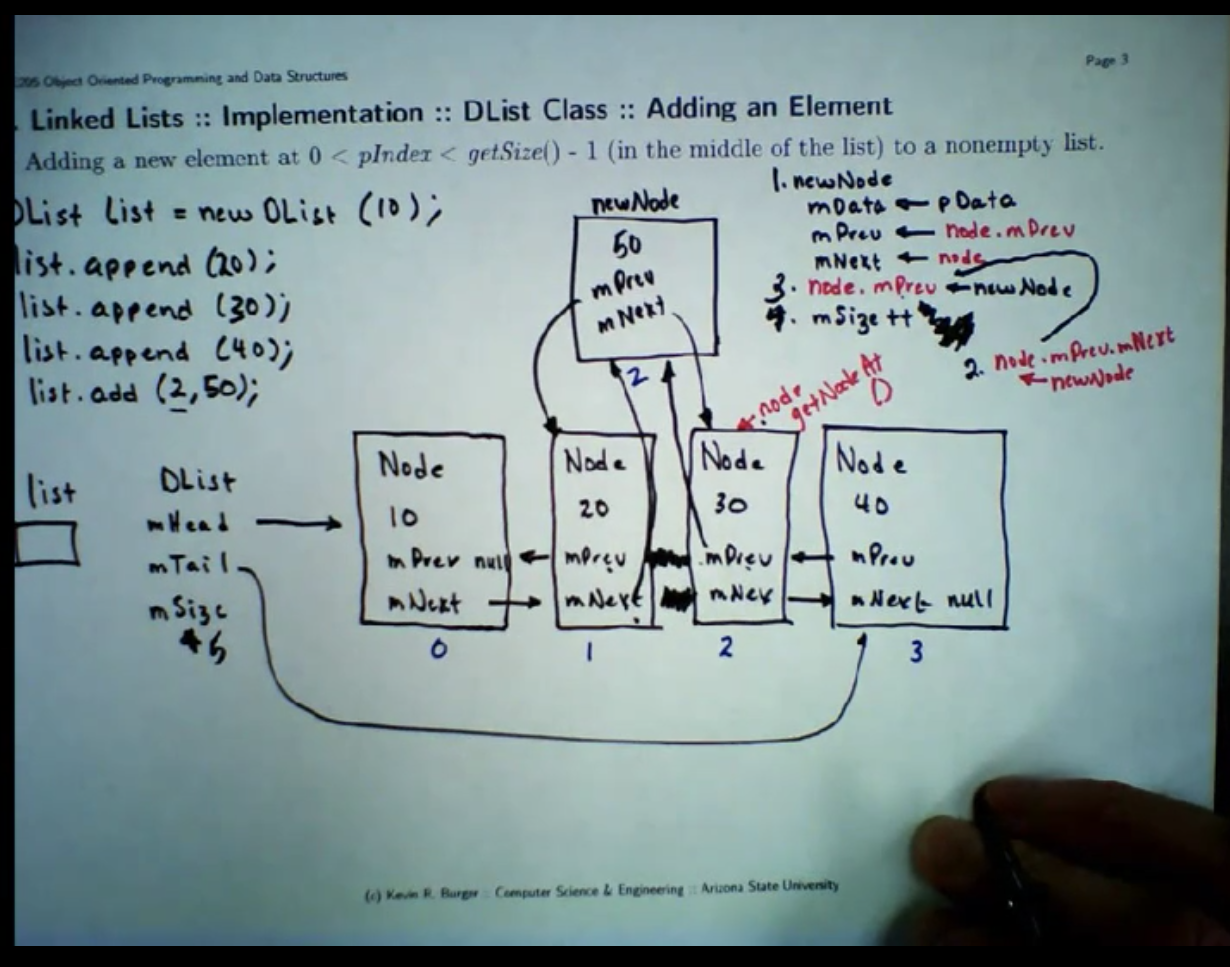 205 Object Oriented Programming and Data Structures
Page 3
. Linked Lists :: Implementation :: DList Class :: Adding an Element
Adding a new element at 0 < pIndex < getSize() - 1 (in the middle of the list) to a nonempty list.
DList list = new DList (10);
list.append (20);
list.append (30);
list.append (40);
list.add (2,50);
1. newNode
mData ← pData
mPrev ← node.mPrev
mNext ← node
3. node.mPrev ← newNode
4. mSize ++
2. node.mPrev.mNext
← newNode
newNode
50
mPrev
mNext
2
← node
getNodeAt
()
list
DList
mHead
mTail
mSize
5
Node
10
mPrev null
mNext
0
Node
20
mPrev
mNext
1
Node
30
mPrev
mNex
2
Node
40
mPrev
mNext null
3
(c) Kevin R. Burger :: Computer Science & Engineering :: Arizona State University